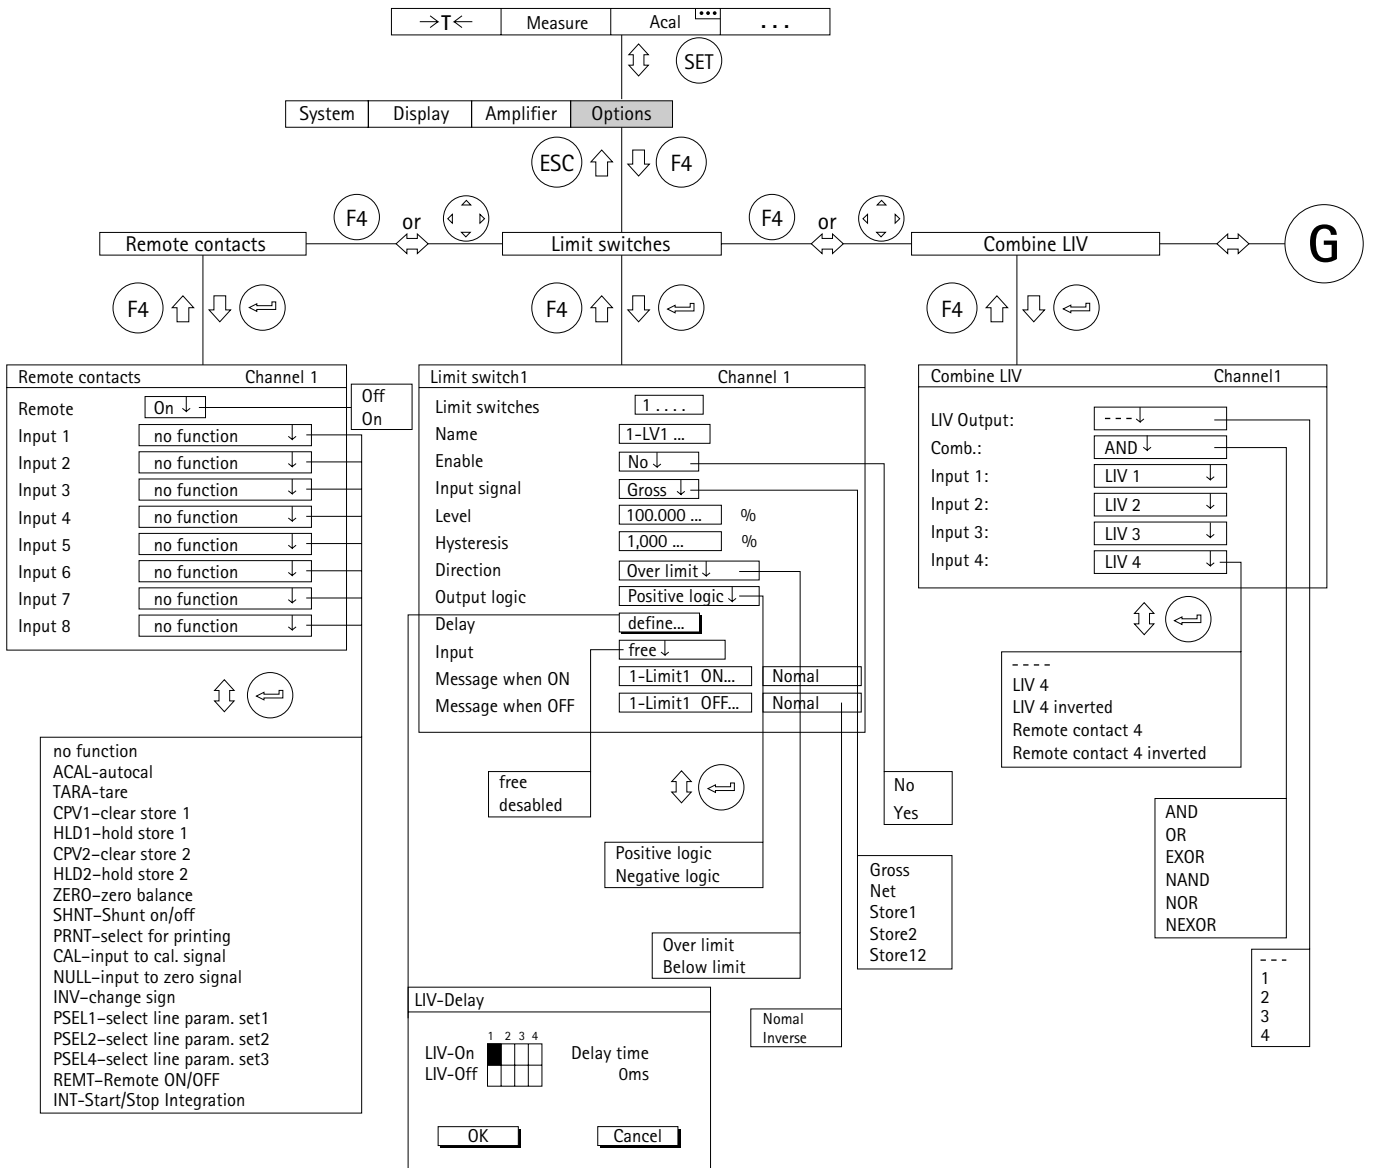 →T← Measure Acal ... . . .
SET
System Display Amplifier Options
ESC F4
F4 or F4 or
Remote contacts Limit switches Combine LIV G
F4 F4 F4
Remote contacts Channel 1
Remote On ↓
Input 1 no function ↓
Input 2 no function ↓
Input 3 no function ↓
Input 4 no function ↓
Input 5 no function ↓
Input 6 no function ↓
Input 7 no function ↓
Input 8 no function ↓
Off
On
no function
ACAL-autocal
TARA-tare
CPV1-clear store 1
HLD1-hold store 1
CPV2-clear store 2
HLD2-hold store 2
ZERO-zero balance
SHNT-Shunt on/off
PRNT-select for printing
CAL-input to cal. signal
NULL-input to zero signal
INV-change sign
PSEL1-select line param. set1
PSEL2-select line param. set2
PSEL4-select line param. set3
REMT-Remote ON/OFF
INT-Start/Stop Integration
Limit switch1 Channel 1
Limit switches 1 . . . .
Name 1-LV1 ...
Enable No ↓
Input signal Gross ↓
Level 100.000 ... %
Hysteresis 1,000 ... %
Direction Over limit ↓
Output logic Positive logic ↓
Delay define...
Input free ↓
Message when ON 1-Limit1 ON... Nomal
Message when OFF 1-Limit1 OFF... Nomal
free
desabled
No
Yes
Positive logic
Negative logic
Gross
Net
Store1
Store2
Store12
Over limit
Below limit
Nomal
Inverse
LIV-Delay
1 2 3 4
LIV-On Delay time
LIV-Off 0ms
OK Cancel
Combine LIV Channel1
LIV Output: - - - ↓
Comb.: AND ↓
Input 1: LIV 1 ↓
Input 2: LIV 2 ↓
Input 3: LIV 3 ↓
Input 4: LIV 4 ↓
- - - -
LIV 4
LIV 4 inverted
Remote contact 4
Remote contact 4 inverted
AND
OR
EXOR
NAND
NOR
NEXOR
- - -
1
2
3
4